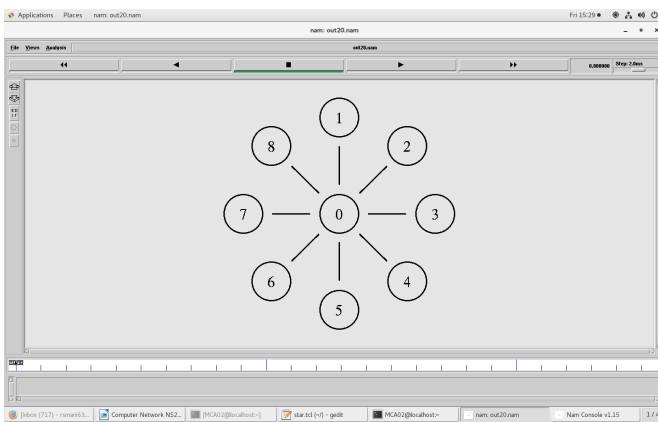 Applications Places nam: out20.nam Fri 15:29
nam: out20.nam
File Views Analysis out20.nam
0.000000 Step: 2.0ms
1
8 2
7 0 3
6 4
5
[Inbox (717) - rsmani63... Computer Network NS2... [MCA02@localhost:~] star.tcl (~/) - gedit MCA02@localhost:~ nam: out20.nam Nam Console v1.15 1 / 4